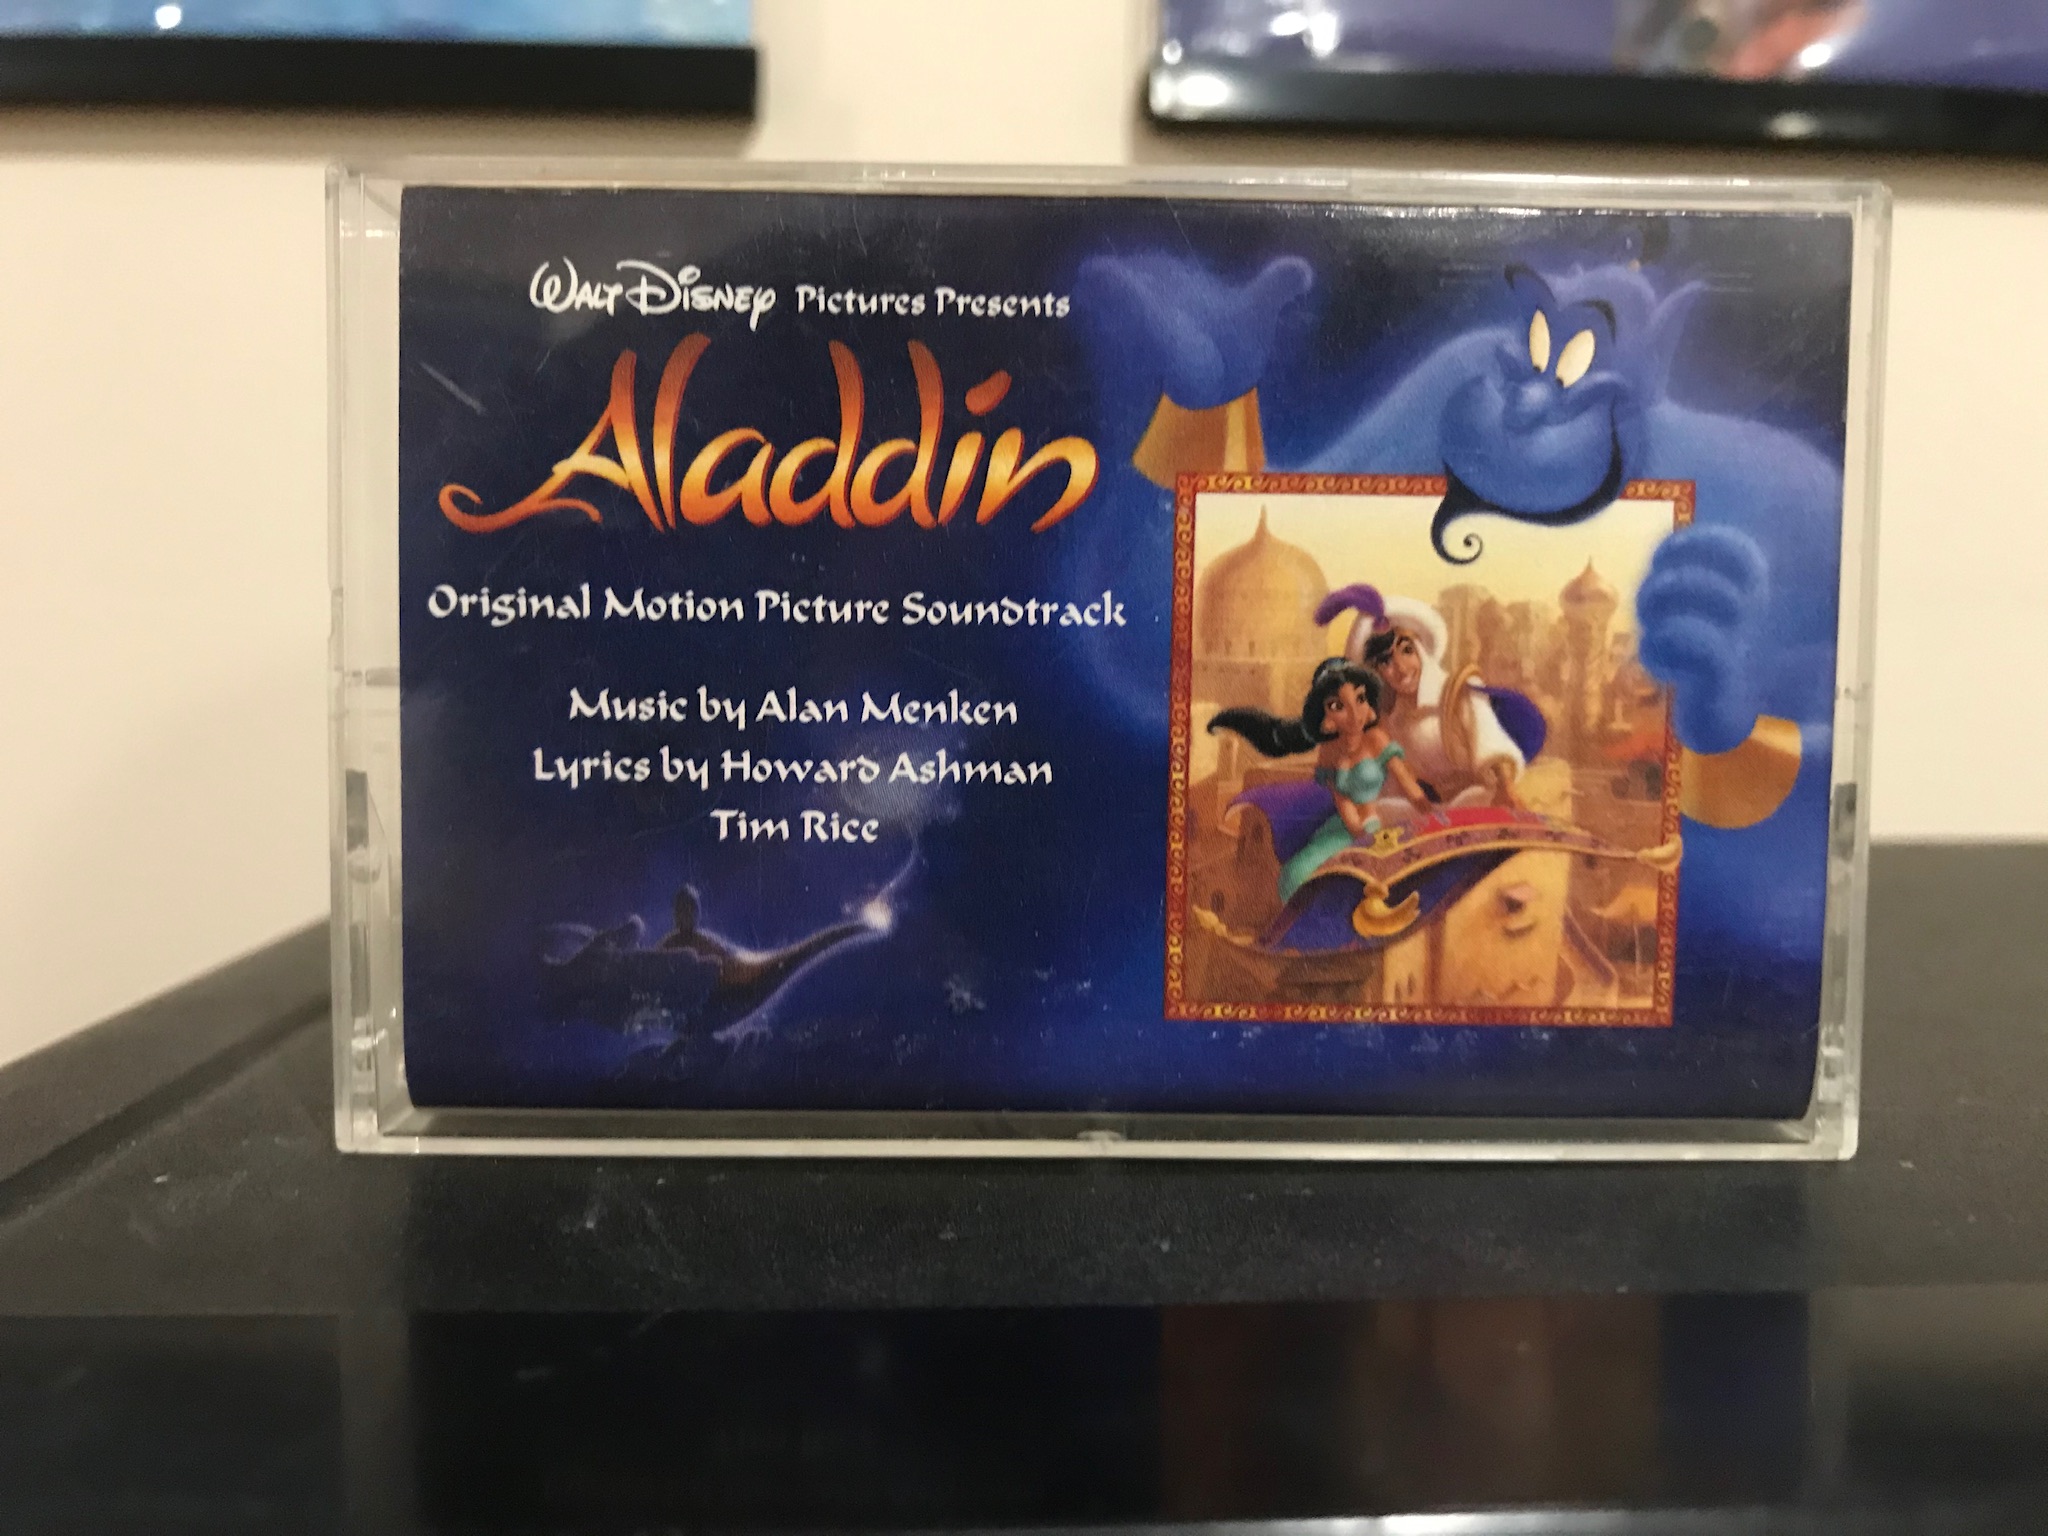 Walt Disney Pictures Presents
Aladdin
Original Motion Picture Soundtrack
Music by Alan Menken
Lyrics by Howard Ashman
Tim Rice